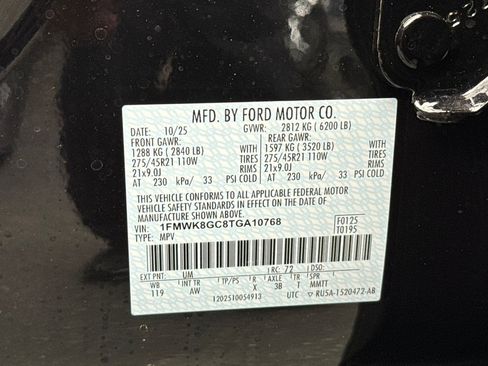 MFD. BY FORD MOTOR CO.
DATE: 10/25 GVWR: 2812 KG ( 6200 LB)
FRONT GAWR: REAR GAWR:
1288 KG ( 2840 LB) WITH 1597 KG ( 3520 LB) WITH
275/45R21 110W TIRES 275/45R21 110W TIRES
21x9.0J RIMS 21x9.0J RIMS
AT 230 kPa/ 33 PSI COLD AT 230 kPa/ 33 PSI COLD
THIS VEHICLE CONFORMS TO ALL APPLICABLE FEDERAL MOTOR
VEHICLE SAFETY STANDARDS IN EFFECT ON THE DATE OF
MANUFACTURE SHOWN ABOVE.
VIN: 1FMWK8GC8TGA10768 F0125
TYPE: MPV T0195
EXT PNT: UM RC: 72 DSO:
WB INT TR TP/PS R AXLE TR SPR
119 AW X 3B T MMTT
1202510054913 UTC ▽ RU5A-1520472-AB